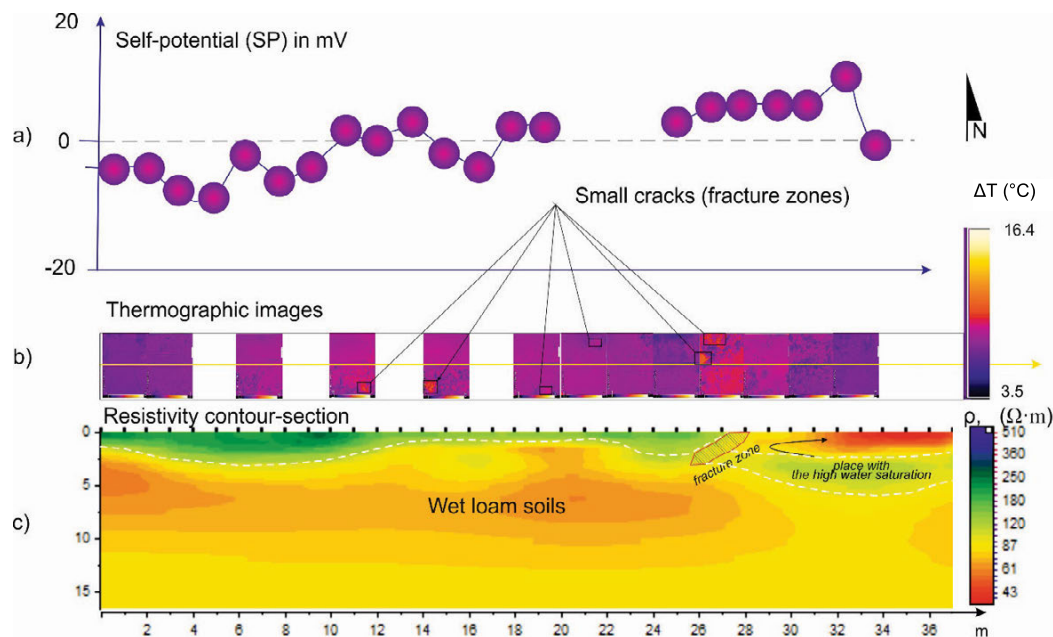 20
Self-potential (SP) in mV
a)
0
N
Small cracks (fracture zones)
ΔT (°C)
16.4
-20
Thermographic images
b)
3.5
Resistivity contour-section
ρ, (Ω·m)
0
510
360
250
fracture zone
place with
the high water saturation
180
5
Wet loam soils
120
c)
87
10
61
43
15
2 4 6 8 10 12 14 16 18 20 22 24 26 28 30 32 34 36
m